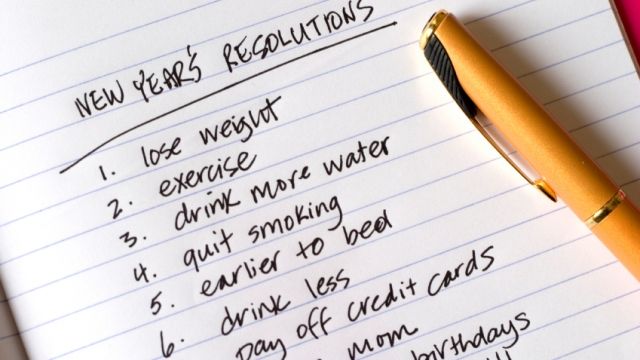 NEW YEAR'S RESOLUTIONS
1. lose weight
2. exercise
3. drink more water
4. quit smoking
5. earlier to bed
6. drink less
pay off credit cards
mom
birthdays